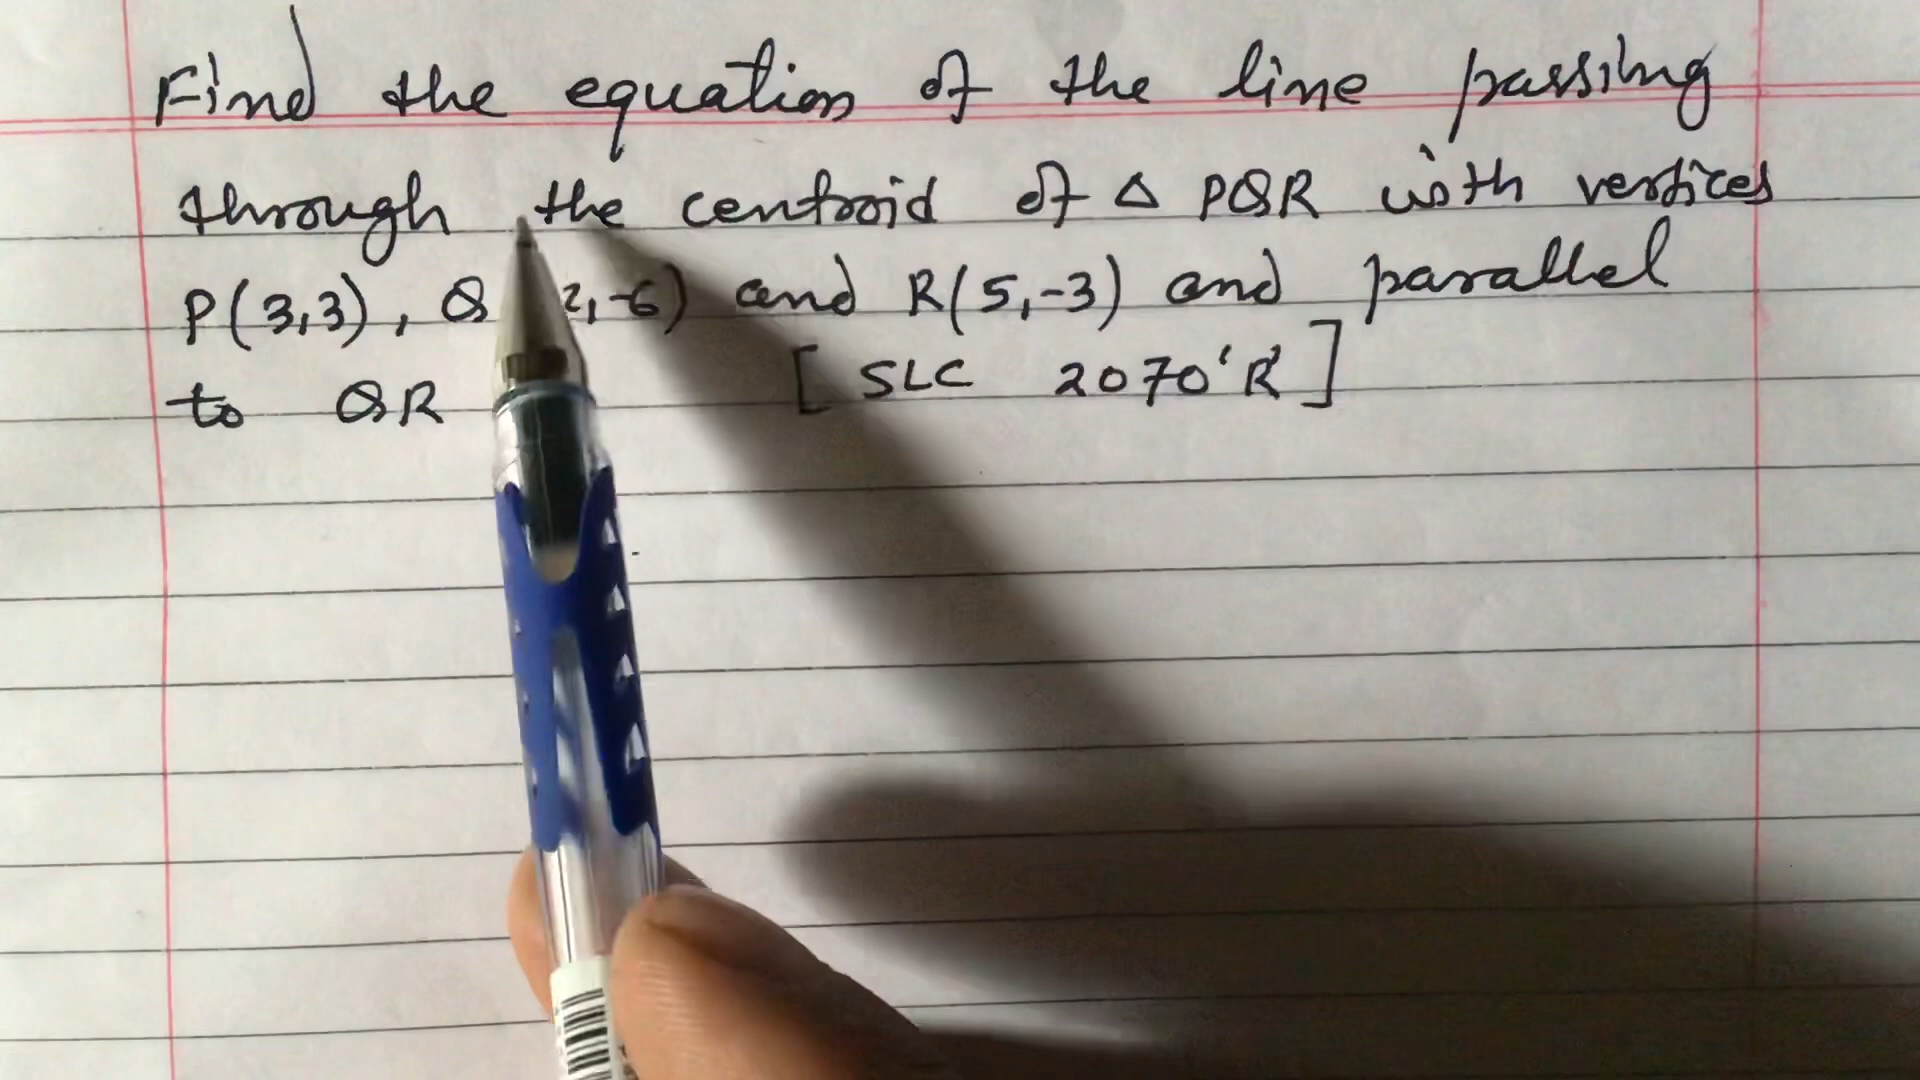 Find the equation of the line passing
through the centroid of Δ PQR with vertices
P(3,3), Q 2,-6) and R(5,-3) and parallel
to QR [SLC 2070'R']